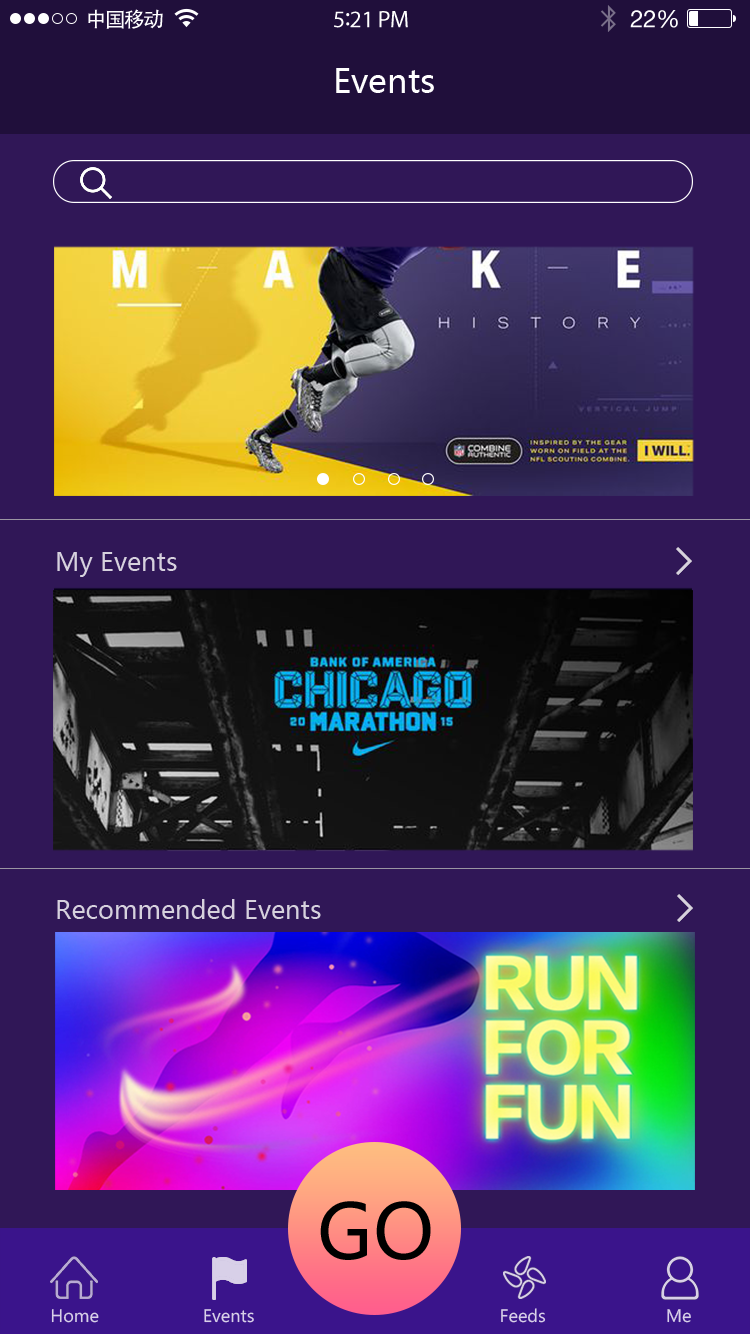 中国移动
5:21 PM
22%
Events
M A K E
HISTORY
VERTICAL JUMP
COMBINE
AUTHENTIC
INSPIRED BY THE GEAR
WORN ON FIELD AT THE
NFL SCOUTING COMBINE.
I WILL.
My Events
BANK OF AMERICA
CHICAGO
20 MARATHON 15
Recommended Events
RUN
FOR
FUN
GO
Home
Events
Feeds
Me